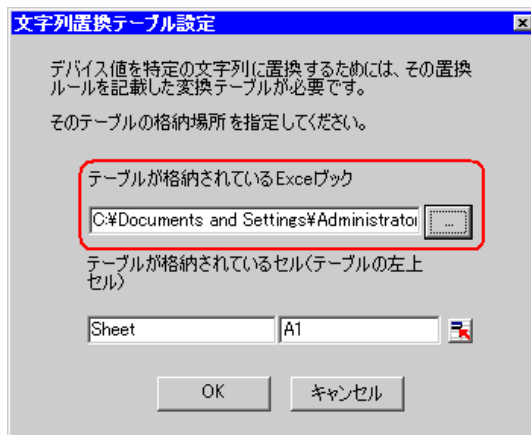 文字列置換テーブル設定
デバイス値を特定の文字列に置換するためには、その置換
ルールを記載した変換テーブルが必要です。
そのテーブルの格納場所を指定してください。
テーブルが格納されているExcelブック
C:¥Documents and Settings¥Administrator
...
テーブルが格納されているセル(テーブルの左上
セル)
Sheet A1
OK キャンセル